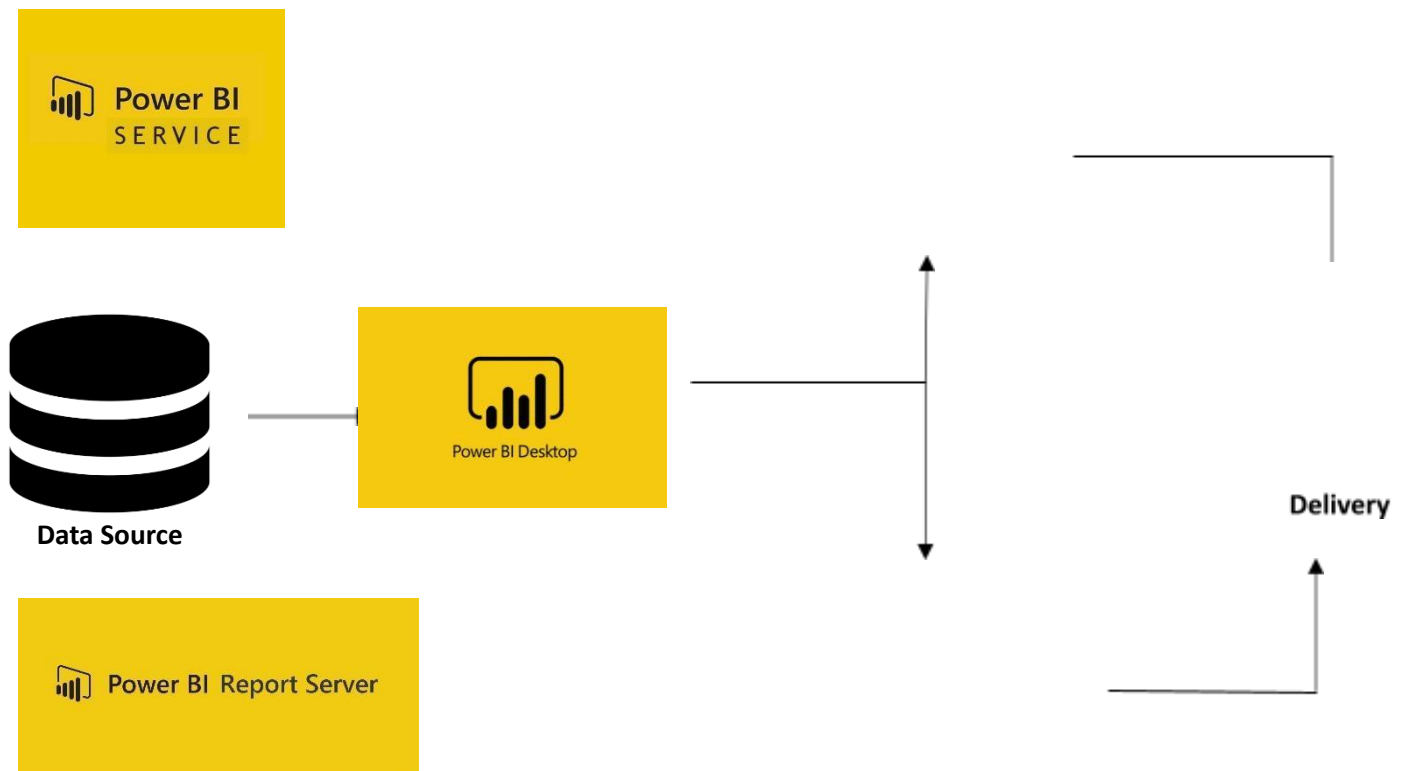 Power BI
SERVICE
Power BI Desktop
Data Source
Delivery
Power BI Report Server